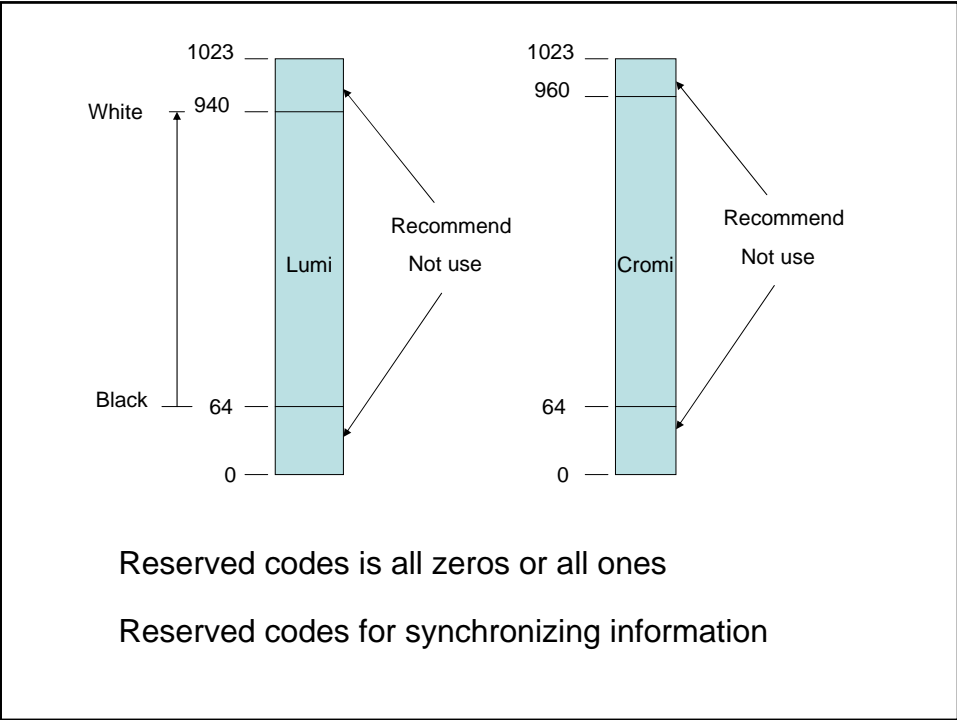 1023
White
940
Lumi
Black
64
0
Recommend
Not use
1023
960
Cromi
64
0
Recommend
Not use
Reserved codes is all zeros or all ones
Reserved codes for synchronizing information